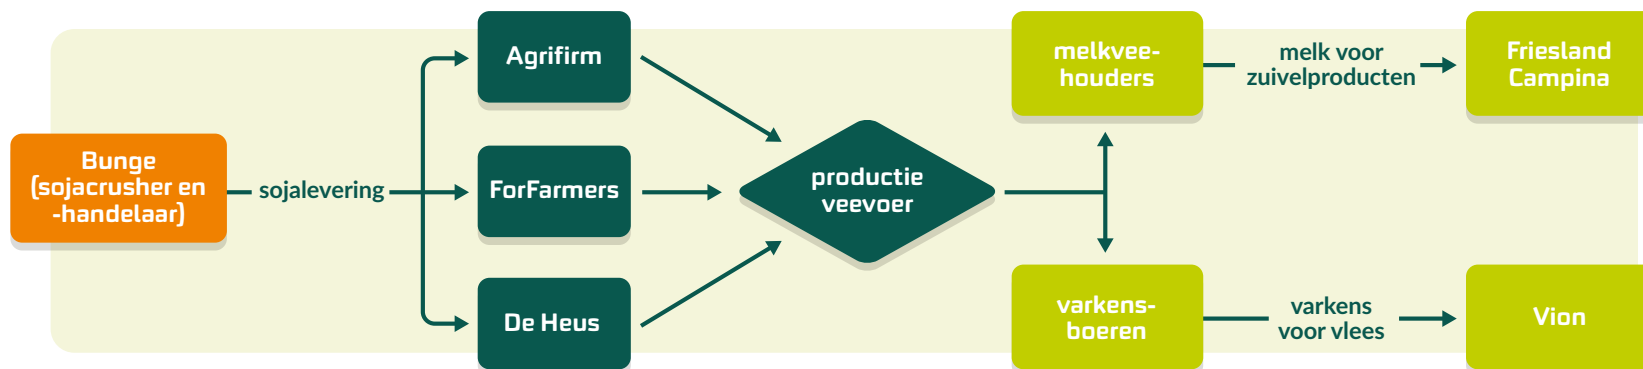 Bunge
(sojacrusher en
-handelaar)
sojalevering
Agrifirm
ForFarmers
De Heus
productie
veevoer
melkvee-
houders
melk voor
zuivelproducten
Friesland
Campina
varkens-
boeren
varkens
voor vlees
Vion